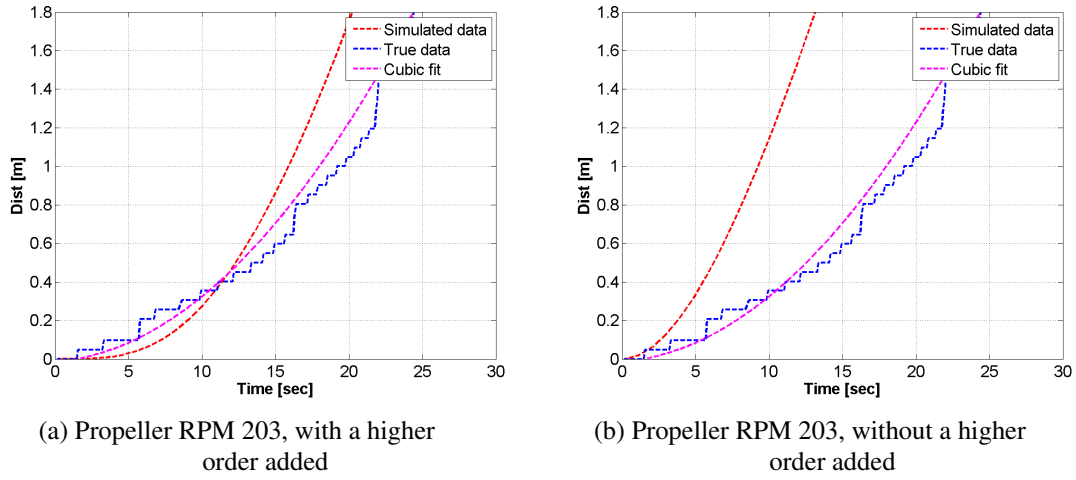 1.8
1.6
1.4
1.2
1
0.8
0.6
0.4
0.2
0
Dist [m]
Simulated data
True data
Cubic fit
0 5 10 15 20 25 30
Time [sec]
(a) Propeller RPM 203, with a higher
order added
1.8
1.6
1.4
1.2
1
0.8
0.6
0.4
0.2
0
Dist [m]
Simulated data
True data
Cubic fit
0 5 10 15 20 25 30
Time [sec]
(b) Propeller RPM 203, without a higher
order added